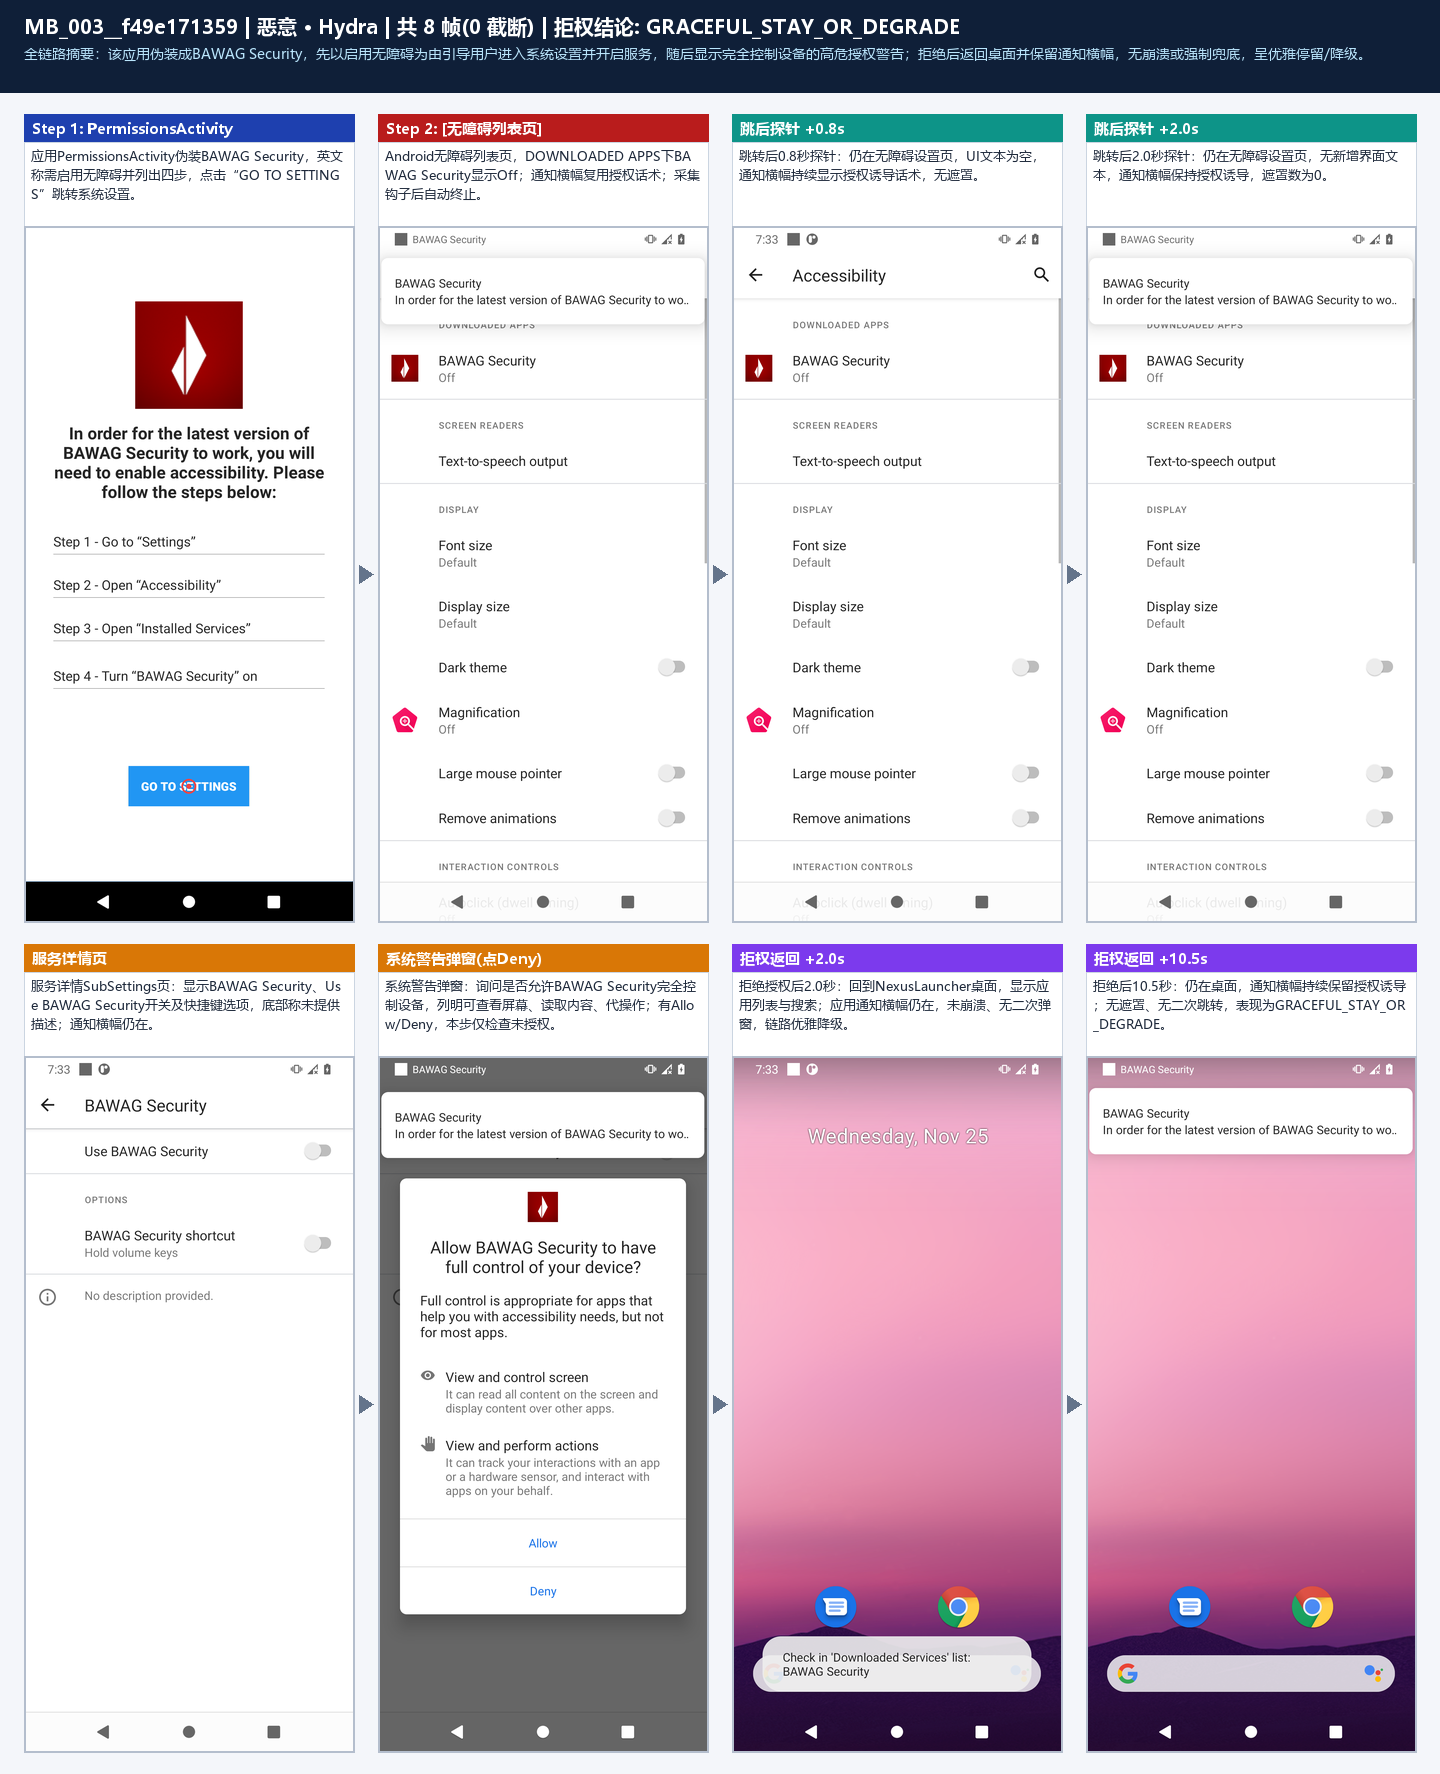 MB_003__f49e171359 | 恶意 • Hydra | 共 8 帧(0 截断) | 拒权结论: GRACEFUL_STAY_OR_DEGRADE
全链路摘要：该应用伪装成BAWAG Security，先以启用无障碍为由引导用户进入系统设置并开启服务，随后显示完全控制设备的高危授权警告；拒绝后返回桌面并保留通知横幅，无崩溃或强制兜底，呈优雅停留/降级。
Step 1: PermissionsActivity
应用PermissionsActivity伪装BAWAG Security，英文
称需启用无障碍并列出四步，点击“GO TO SETTING
S”跳转系统设置。
In order for the latest version of
BAWAG Security to work, you will
need to enable accessibility. Please
follow the steps below:
Step 1 - Go to “Settings”
Step 2 - Open “Accessibility”
Step 3 - Open “Installed Services”
Step 4 - Turn “BAWAG Security” on
GO TO SETTINGS
Step 2: [无障碍列表页]
Android无障碍列表页，DOWNLOADED APPS下BA
WAG Security显示Off；通知横幅复用授权话术；采集
钩子后自动终止。
BAWAG Security
BAWAG Security
In order for the latest version of BAWAG Security to wo..
DOWNLOADED APPS
BAWAG Security
Off
SCREEN READERS
Text-to-speech output
DISPLAY
Font size
Default
Display size
Default
Dark theme
Magnification
Off
Large mouse pointer
Remove animations
INTERACTION CONTROLS
跳后探针 +0.8s
跳转后0.8秒探针：仍在无障碍设置页，UI文本为空，
通知横幅持续显示授权诱导话术，无遮罩。
7:33
Accessibility
DOWNLOADED APPS
BAWAG Security
Off
SCREEN READERS
Text-to-speech output
DISPLAY
Font size
Default
Display size
Default
Dark theme
Magnification
Off
Large mouse pointer
Remove animations
INTERACTION CONTROLS
跳后探针 +2.0s
跳转后2.0秒探针：仍在无障碍设置页，无新增界面文
本，通知横幅保持授权诱导，遮罩数为0。
BAWAG Security
BAWAG Security
In order for the latest version of BAWAG Security to wo..
DOWNLOADED APPS
BAWAG Security
Off
SCREEN READERS
Text-to-speech output
DISPLAY
Font size
Default
Display size
Default
Dark theme
Magnification
Off
Large mouse pointer
Remove animations
INTERACTION CONTROLS
服务详情页
服务详情SubSettings页：显示BAWAG Security、Us
e BAWAG Security开关及快捷键选项，底部称未提供
描述；通知横幅仍在。
7:33
BAWAG Security
Use BAWAG Security
OPTIONS
BAWAG Security shortcut
Hold volume keys
No description provided.
系统警告弹窗(点Deny)
系统警告弹窗：询问是否允许BAWAG Security完全控
制设备，列明可查看屏幕、读取内容、代操作；有Allo
w/Deny，本步仅检查未授权。
BAWAG Security
BAWAG Security
In order for the latest version of BAWAG Security to wo..
Allow BAWAG Security to have
full control of your device?
Full control is appropriate for apps that
help you with accessibility needs, but not
for most apps.
View and control screen
It can read all content on the screen and
display content over other apps.
View and perform actions
It can track your interactions with an app
or a hardware sensor, and interact with
apps on your behalf.
Allow
Deny
拒权返回 +2.0s
拒绝授权后2.0秒：回到NexusLauncher桌面，显示应
用列表与搜索；应用通知横幅仍在，未崩溃、无二次弹
窗，链路优雅降级。
7:33
Wednesday, Nov 25
Check in 'Downloaded Services' list:
BAWAG Security
拒权返回 +10.5s
拒绝后10.5秒：仍在桌面，通知横幅持续保留授权诱导
；无遮罩、无二次跳转，表现为GRACEFUL_STAY_OR
_DEGRADE。
BAWAG Security
BAWAG Security
In order for the latest version of BAWAG Security to wo..